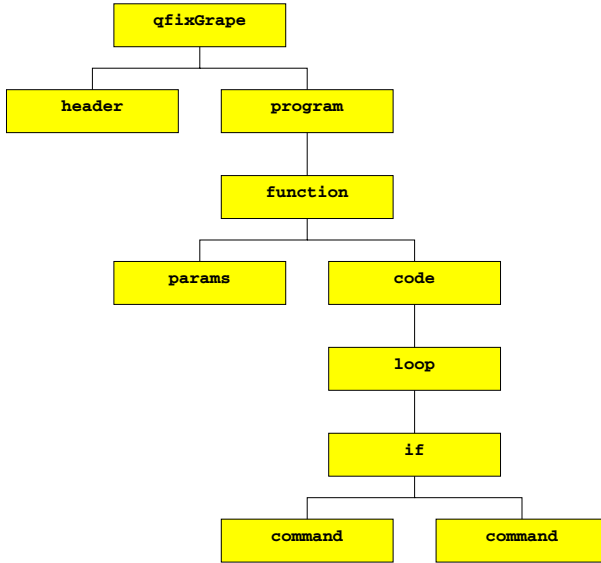 qfixGrape
header
program
function
params
code
loop
if
command
command